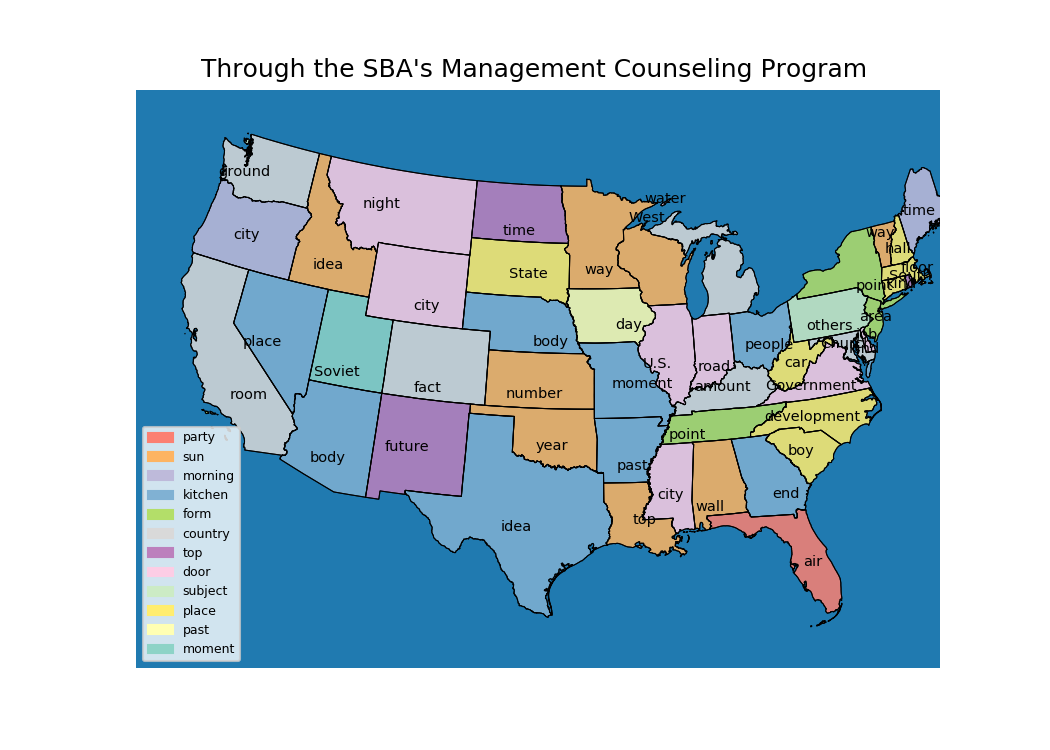 Through the SBA's Management Counseling Program
ground
night
water
West
time
city
time
way
hall
idea
State
way
floor
South
kind
point
city
day
area
place
others
job
body
people
Church
Soviet
U.S.
car
road
fact
moment
amount
Government
room
number
development
point
future
year
boy
body
past
city
end
wall
top
idea
air
party
sun
morning
kitchen
form
country
top
door
subject
place
past
moment